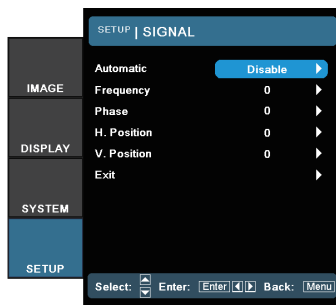 SETUP | SIGNAL
Automatic Disable
Frequency 0
Phase 0
H. Position 0
V. Position 0
Exit
IMAGE
DISPLAY
SYSTEM
SETUP
Select: Enter: Enter Back: Menu